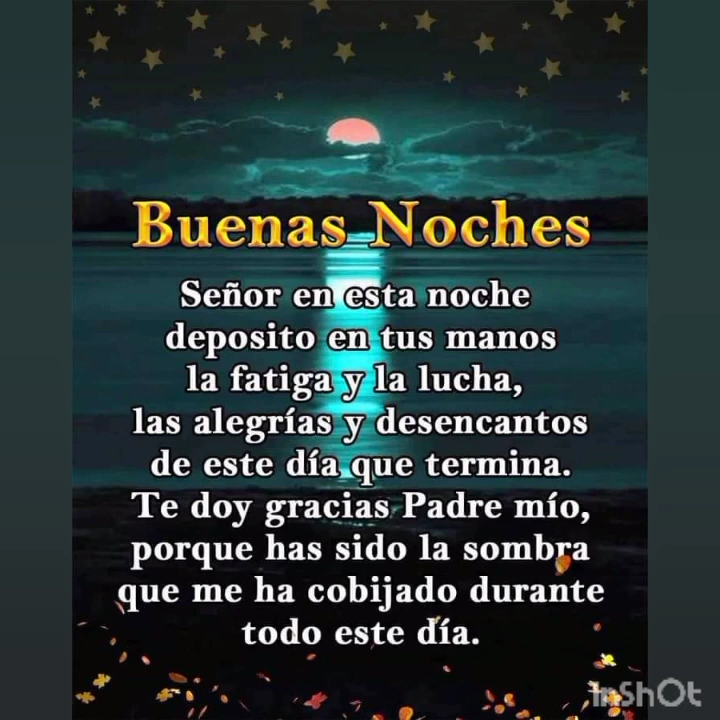 Buenas Noches
Señor en esta noche
deposito en tus manos
la fatiga y la lucha,
las alegrías y desencantos
de este día que termina.
Te doy gracias Padre mío,
porque has sido la sombra
que me ha cobijado durante
todo este día.
InShOt